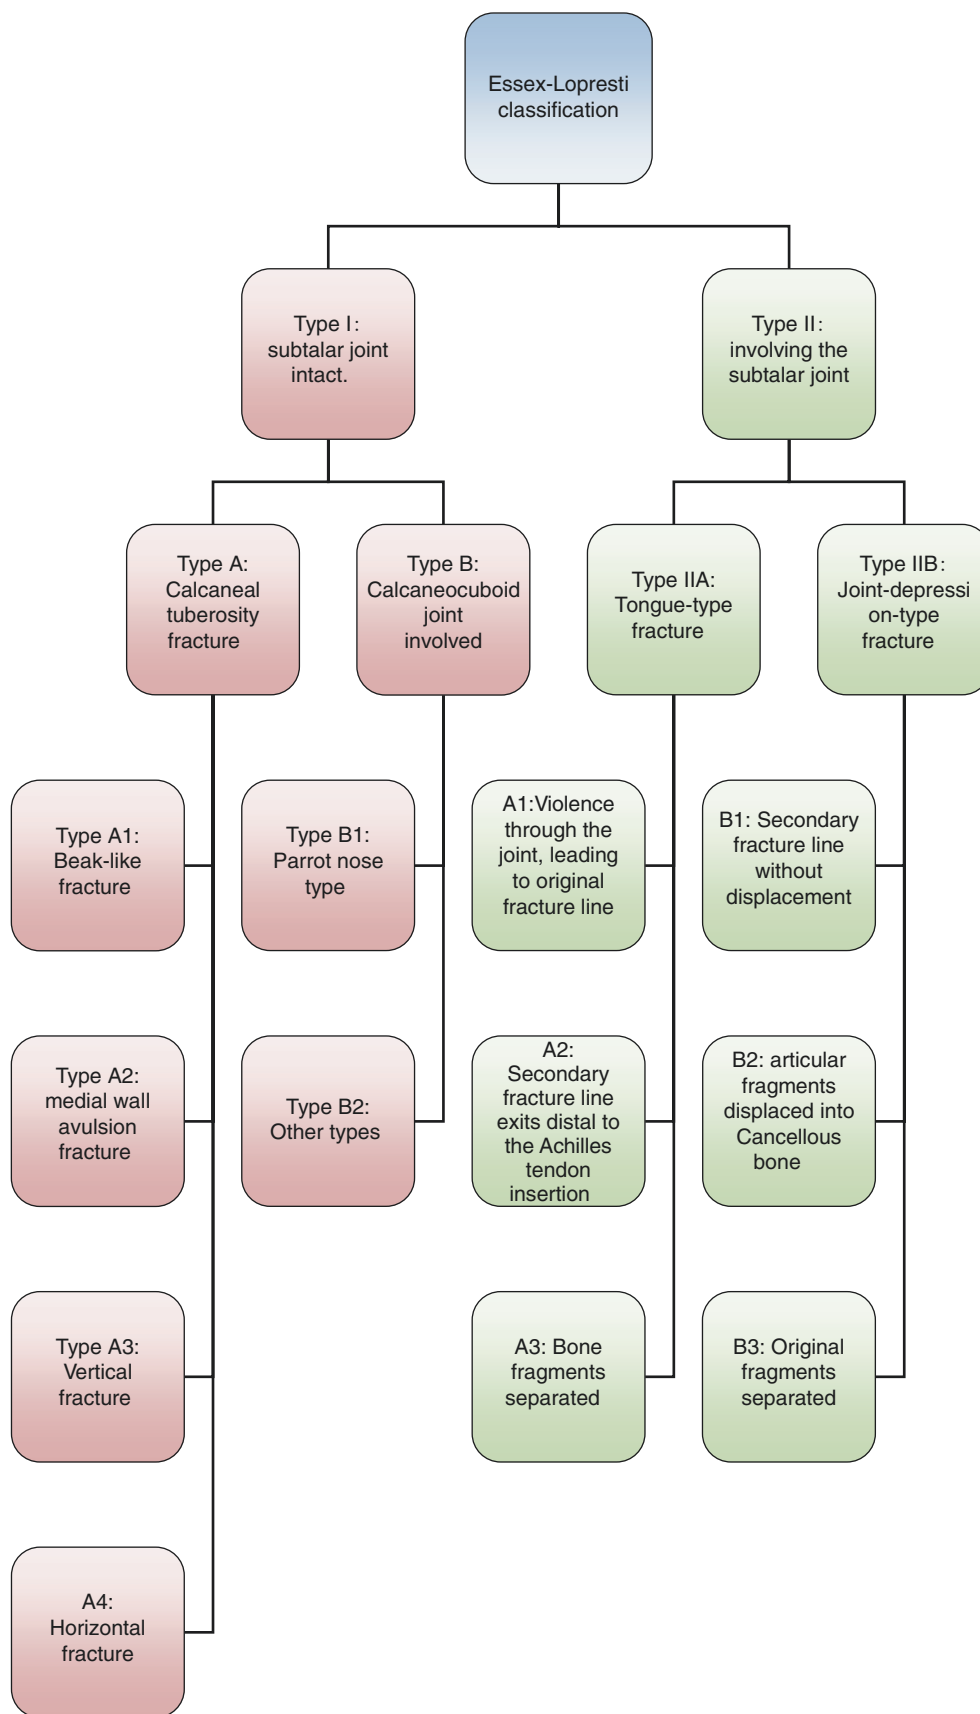 Essex-Lopresti
classification
Type I:
subtalar joint
intact.
Type II:
involving the
subtalar joint
Type A:
Calcaneal
tuberosity
fracture
Type B:
Calcaneocuboid
joint
involved
Type IIA:
Tongue-type
fracture
Type IIB:
Joint-depressi
on-type
fracture
Type A1:
Beak-like
fracture
Type B1:
Parrot nose
type
A1:Violence
through the
joint, leading
to original
fracture line
B1: Secondary
fracture line
without
displacement
Type A2:
medial wall
avulsion
fracture
Type B2:
Other types
A2:
Secondary
fracture line
exits distal to
the Achilles
tendon
insertion
B2: articular
fragments
displaced into
Cancellous
bone
Type A3:
Vertical
fracture
A3: Bone
fragments
separated
B3: Original
fragments
separated
A4:
Horizontal
fracture